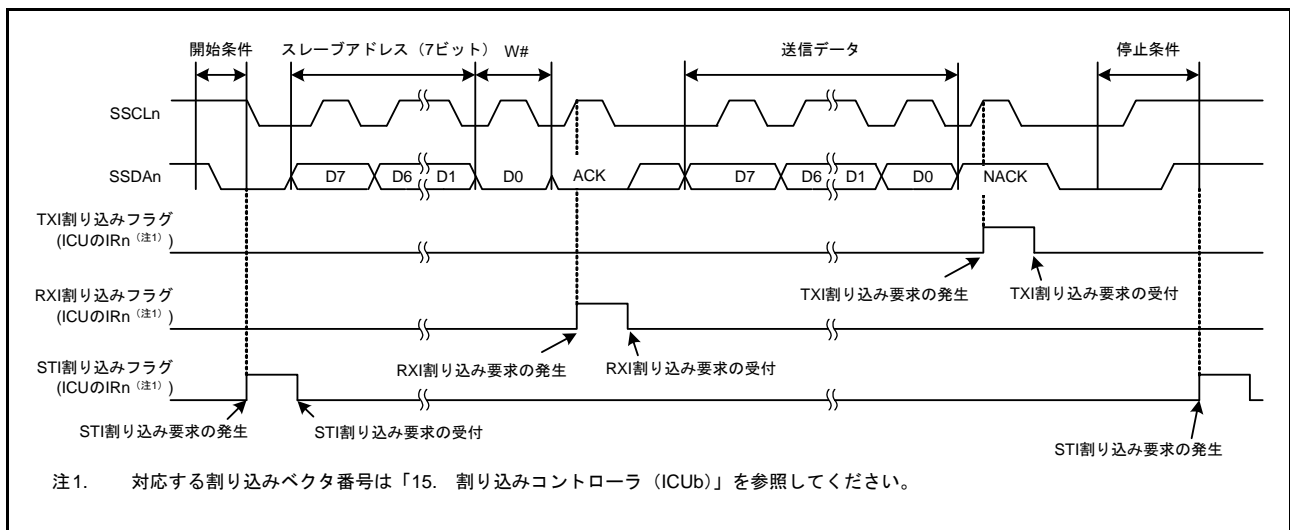 開始条件 スレーブアドレス（7ビット） W# 送信データ 停止条件
SSCLn
SSDAn D7 D6 D1 D0 ACK D7 D6 D1 D0 NACK
TXI割り込みフラグ
(ICUのIRn（注1）)
TXI割り込み要求の発生 TXI割り込み要求の受付
RXI割り込みフラグ
(ICUのIRn（注1）)
RXI割り込み要求の発生 RXI割り込み要求の受付
STI割り込みフラグ
(ICUのIRn（注1）)
STI割り込み要求の発生 STI割り込み要求の受付 STI割り込み要求の発生
注1. 対応する割り込みベクタ番号は「15. 割り込みコントローラ（ICUb）」を参照してください。